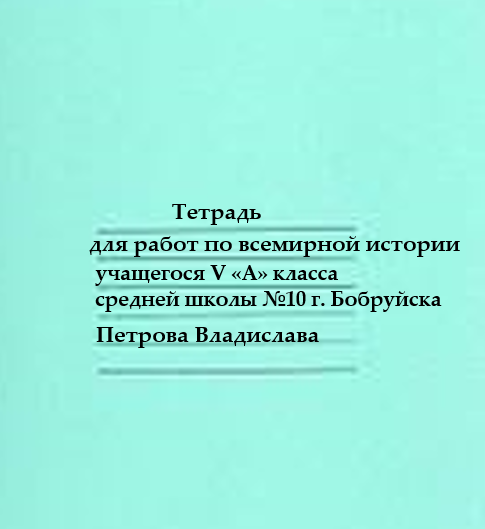 Тетрадь
для работ по всемирной истории
учащегося V «А» класса
средней школы №10 г. Бобруйска
Петрова Владислава